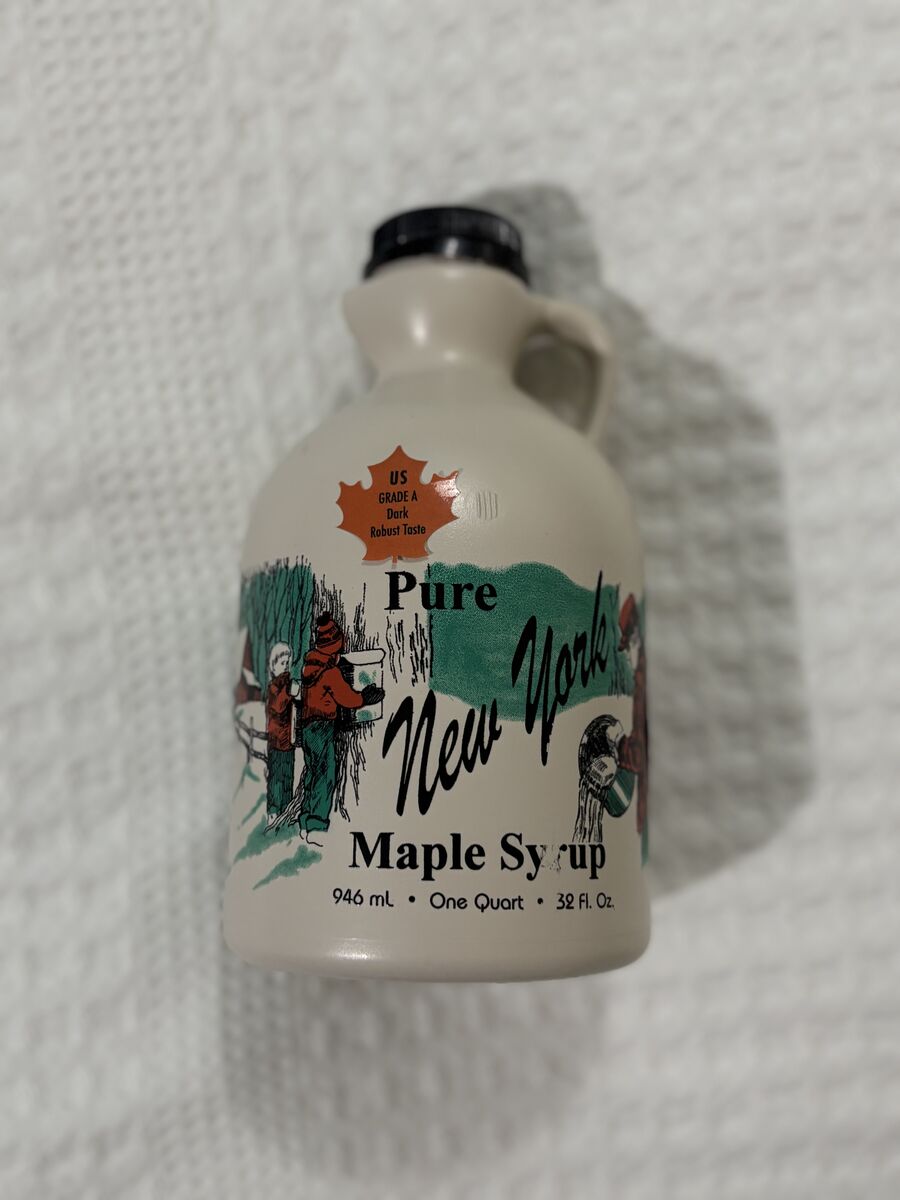 US
GRADE A
Dark
Robust Taste
Pure
New York
Maple Syrup
946 mL • One Quart • 32 Fl. Oz.